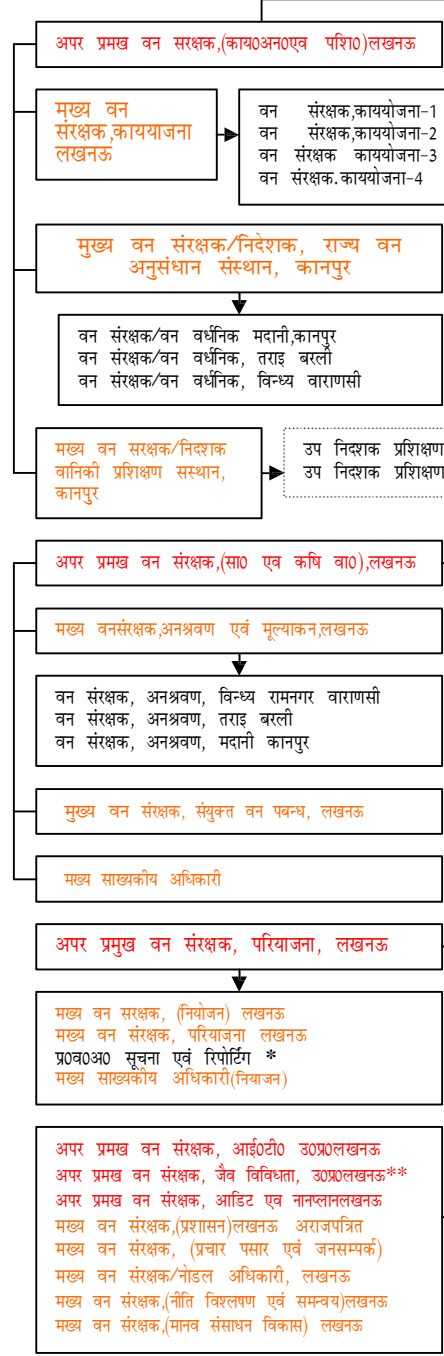 अपर प्रमख वन सरक्षक,(काय0अन0एव पशि0)लखनऊ
मख्य वन
संरक्षक,काययाजना
लखनऊ
वन संरक्षक,काययोजना-1
वन संरक्षक,काययोजना-2
वन संरक्षक काययोजना-3
वन संरक्षक.काययोजना-4
मुख्य वन संरक्षक/निदेशक, राज्य वन
अनुसंधान संस्थान, कानपुर
वन संरक्षक/वन वर्धनिक मदानी,कानपुर
वन संरक्षक/वन वर्धनिक, तराइ बरली
वन संरक्षक/वन वर्धनिक, विन्ध्य वाराणसी
मख्य वन सरक्षक/निदशक
वानिकी प्रशिक्षण सस्थान,
कानपुर
उप निदशक प्रशिक्षण
उप निदशक प्रशिक्षण
अपर प्रमख वन संरक्षक,(सा0 एव कषि वा0),लखनऊ
मख्य वनसंरक्षक,अनश्रवण एवं मूल्याकन,लखनऊ
वन संरक्षक, अनश्रवण, विन्ध्य रामनगर वाराणसी
वन संरक्षक, अनश्रवण, तराइ बरली
वन संरक्षक, अनश्रवण, मदानी कानपुर
मुख्य वन संरक्षक, संयुक्त वन पबन्ध, लखनऊ
मख्य साख्यकीय अधिकारी
अपर प्रमुख वन संरक्षक, परियाजना, लखनऊ
मख्य वन सरक्षक, (नियोजन) लखनऊ
मख्य वन संरक्षक, परियाजना लखनऊ
प्र0व0अ0 सूचना एवं रिपोर्टिंग *
मख्य साख्यकीय अधिकारी(नियाजन)
अपर प्रमख वन संरक्षक, आई0टी0 उ0प्र0लखनऊ
अपर प्रमख वन संरक्षक, जैव विविधता, उ0प्र0लखनऊ**
अपर प्रमख वन संरक्षक, आडिट एव नानप्लानलखनऊ
मख्य वन संरक्षक,(प्रशासन)लखनऊ अराजपत्रित
मख्य वन संरक्षक, (प्रचार पसार एवं जनसम्पर्क)
मख्य वन संरक्षक/नोडल अधिकारी, लखनऊ
मख्य वन संरक्षक,(नीति विश्लषण एवं समन्वय)लखनऊ
मख्य वन संरक्षक,(मानव संसाधन विकास) लखनऊ